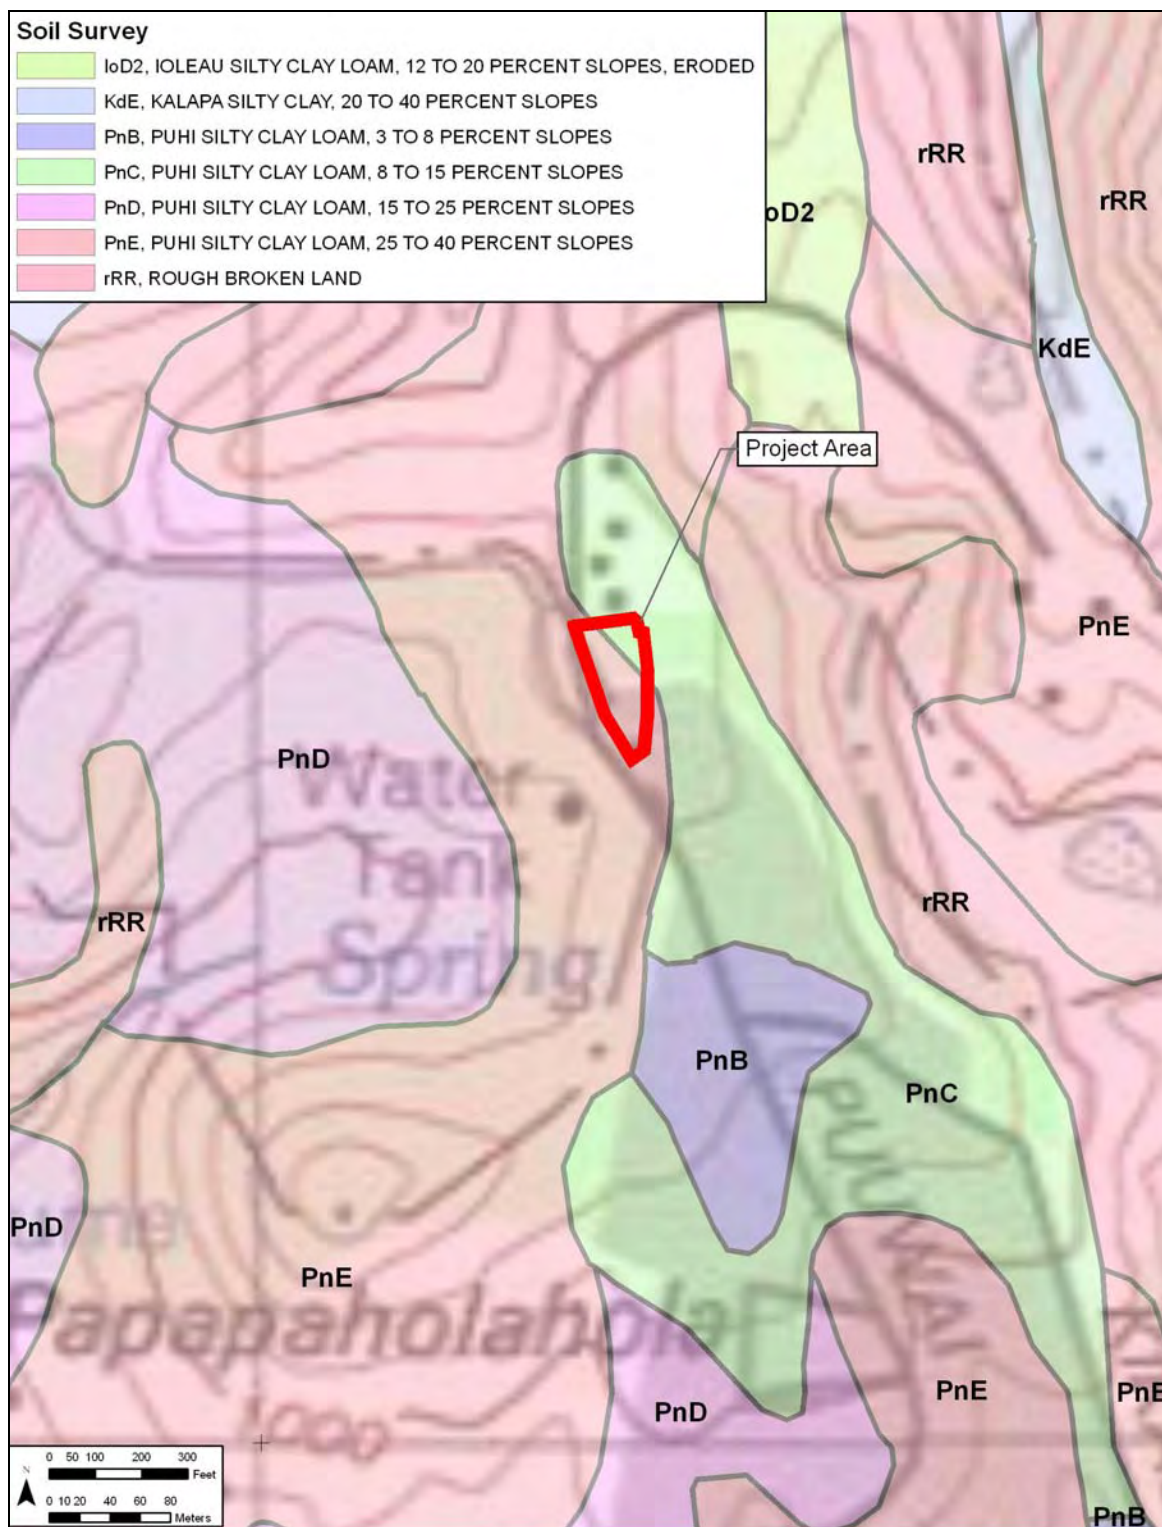 Soil Survey
IoD2, IOLEAU SILTY CLAY LOAM, 12 TO 20 PERCENT SLOPES, ERODED
KdE, KALAPA SILTY CLAY, 20 TO 40 PERCENT SLOPES
PnB, PUHI SILTY CLAY LOAM, 3 TO 8 PERCENT SLOPES
PnC, PUHI SILTY CLAY LOAM, 8 TO 15 PERCENT SLOPES
PnD, PUHI SILTY CLAY LOAM, 15 TO 25 PERCENT SLOPES
PnE, PUHI SILTY CLAY LOAM, 25 TO 40 PERCENT SLOPES
rRR, ROUGH BROKEN LAND
rRR
rRR
oD2
KdE
Project Area
PnE
PnD
Water
Tank
Spring
rRR
rRR
PnB
PnC
PUU WAI
PnD
PnE
Papapaholahola
PnE
PnE
PnD
1000
PnB
N
0 50 100 200 300
Feet
0 10 20 40 60 80
Meters